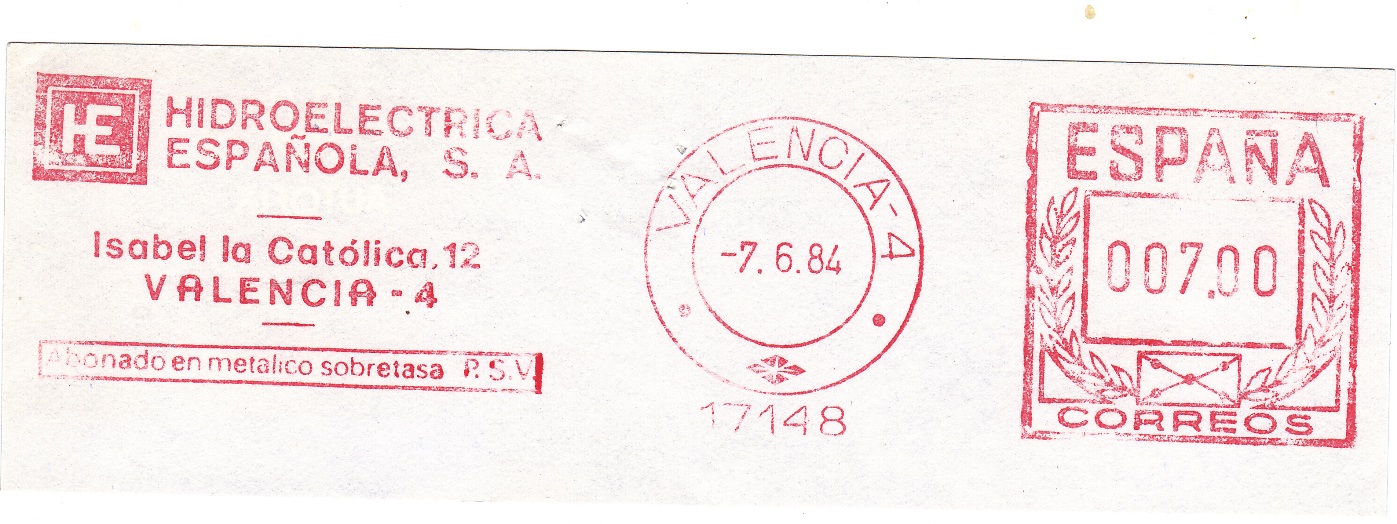 HE
HIDROELECTRICA
ESPAÑOLA, S. A.
Isabel la Católica, 12
VALENCIA - 4
Abonado en metalico sobretasa P. S. V.
VALENCIA-4
-7. 6.84
17148
ESPAÑA
007.00
CORREOS